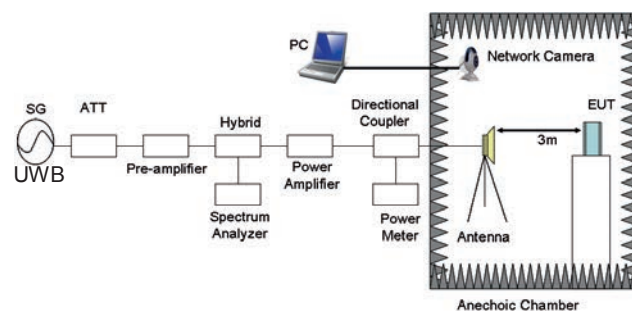 PC
Network Camera
SG
ATT
Hybrid
Directional
Coupler
EUT
UWB
Pre-amplifier
Power
Amplifier
3m
Spectrum
Analyzer
Power
Meter
Antenna
Anechoic Chamber